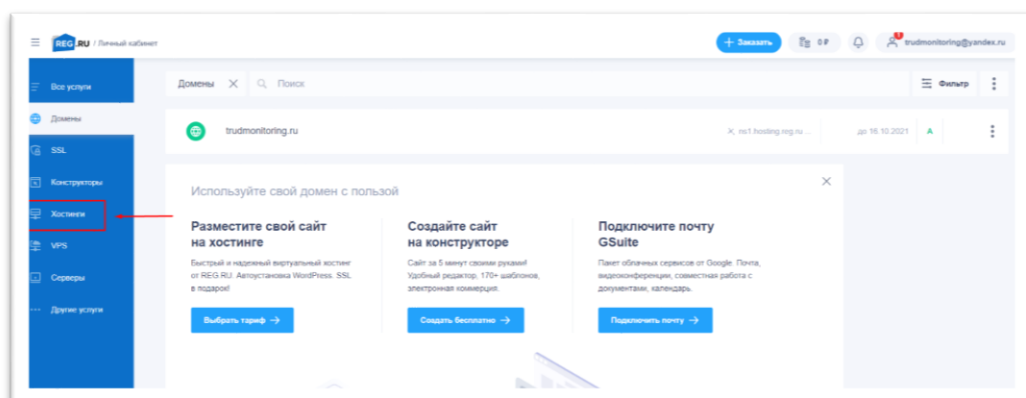 REG.RU / Личный кабинет
+ Заказать
0 ₽
1
trudmonitoring@yandex.ru
Все услуги
Домены
SSL
Конструкторы
Хостинги
VPS
Серверы
Другие услуги
Домены
Поиск
Фильтр
trudmonitoring.ru
ns1.hosting.reg.ru ...
до 16.10.2021
A
Используйте свой домен с пользой
Разместите свой сайт
на хостинге
Быстрый и надежный виртуальный хостинг
от REG.RU. Автоустановка WordPress. SSL
в подарок!
Выбрать тариф →
Создайте сайт
на конструкторе
Сайт за 5 минут своими руками!
Удобный редактор, 170+ шаблонов,
электронная коммерция.
Создать бесплатно →
Подключите почту
GSuite
Пакет облачных сервисов от Google. Почта,
видеоконференции, совместная работа с
документами, календарь.
Подключить почту →